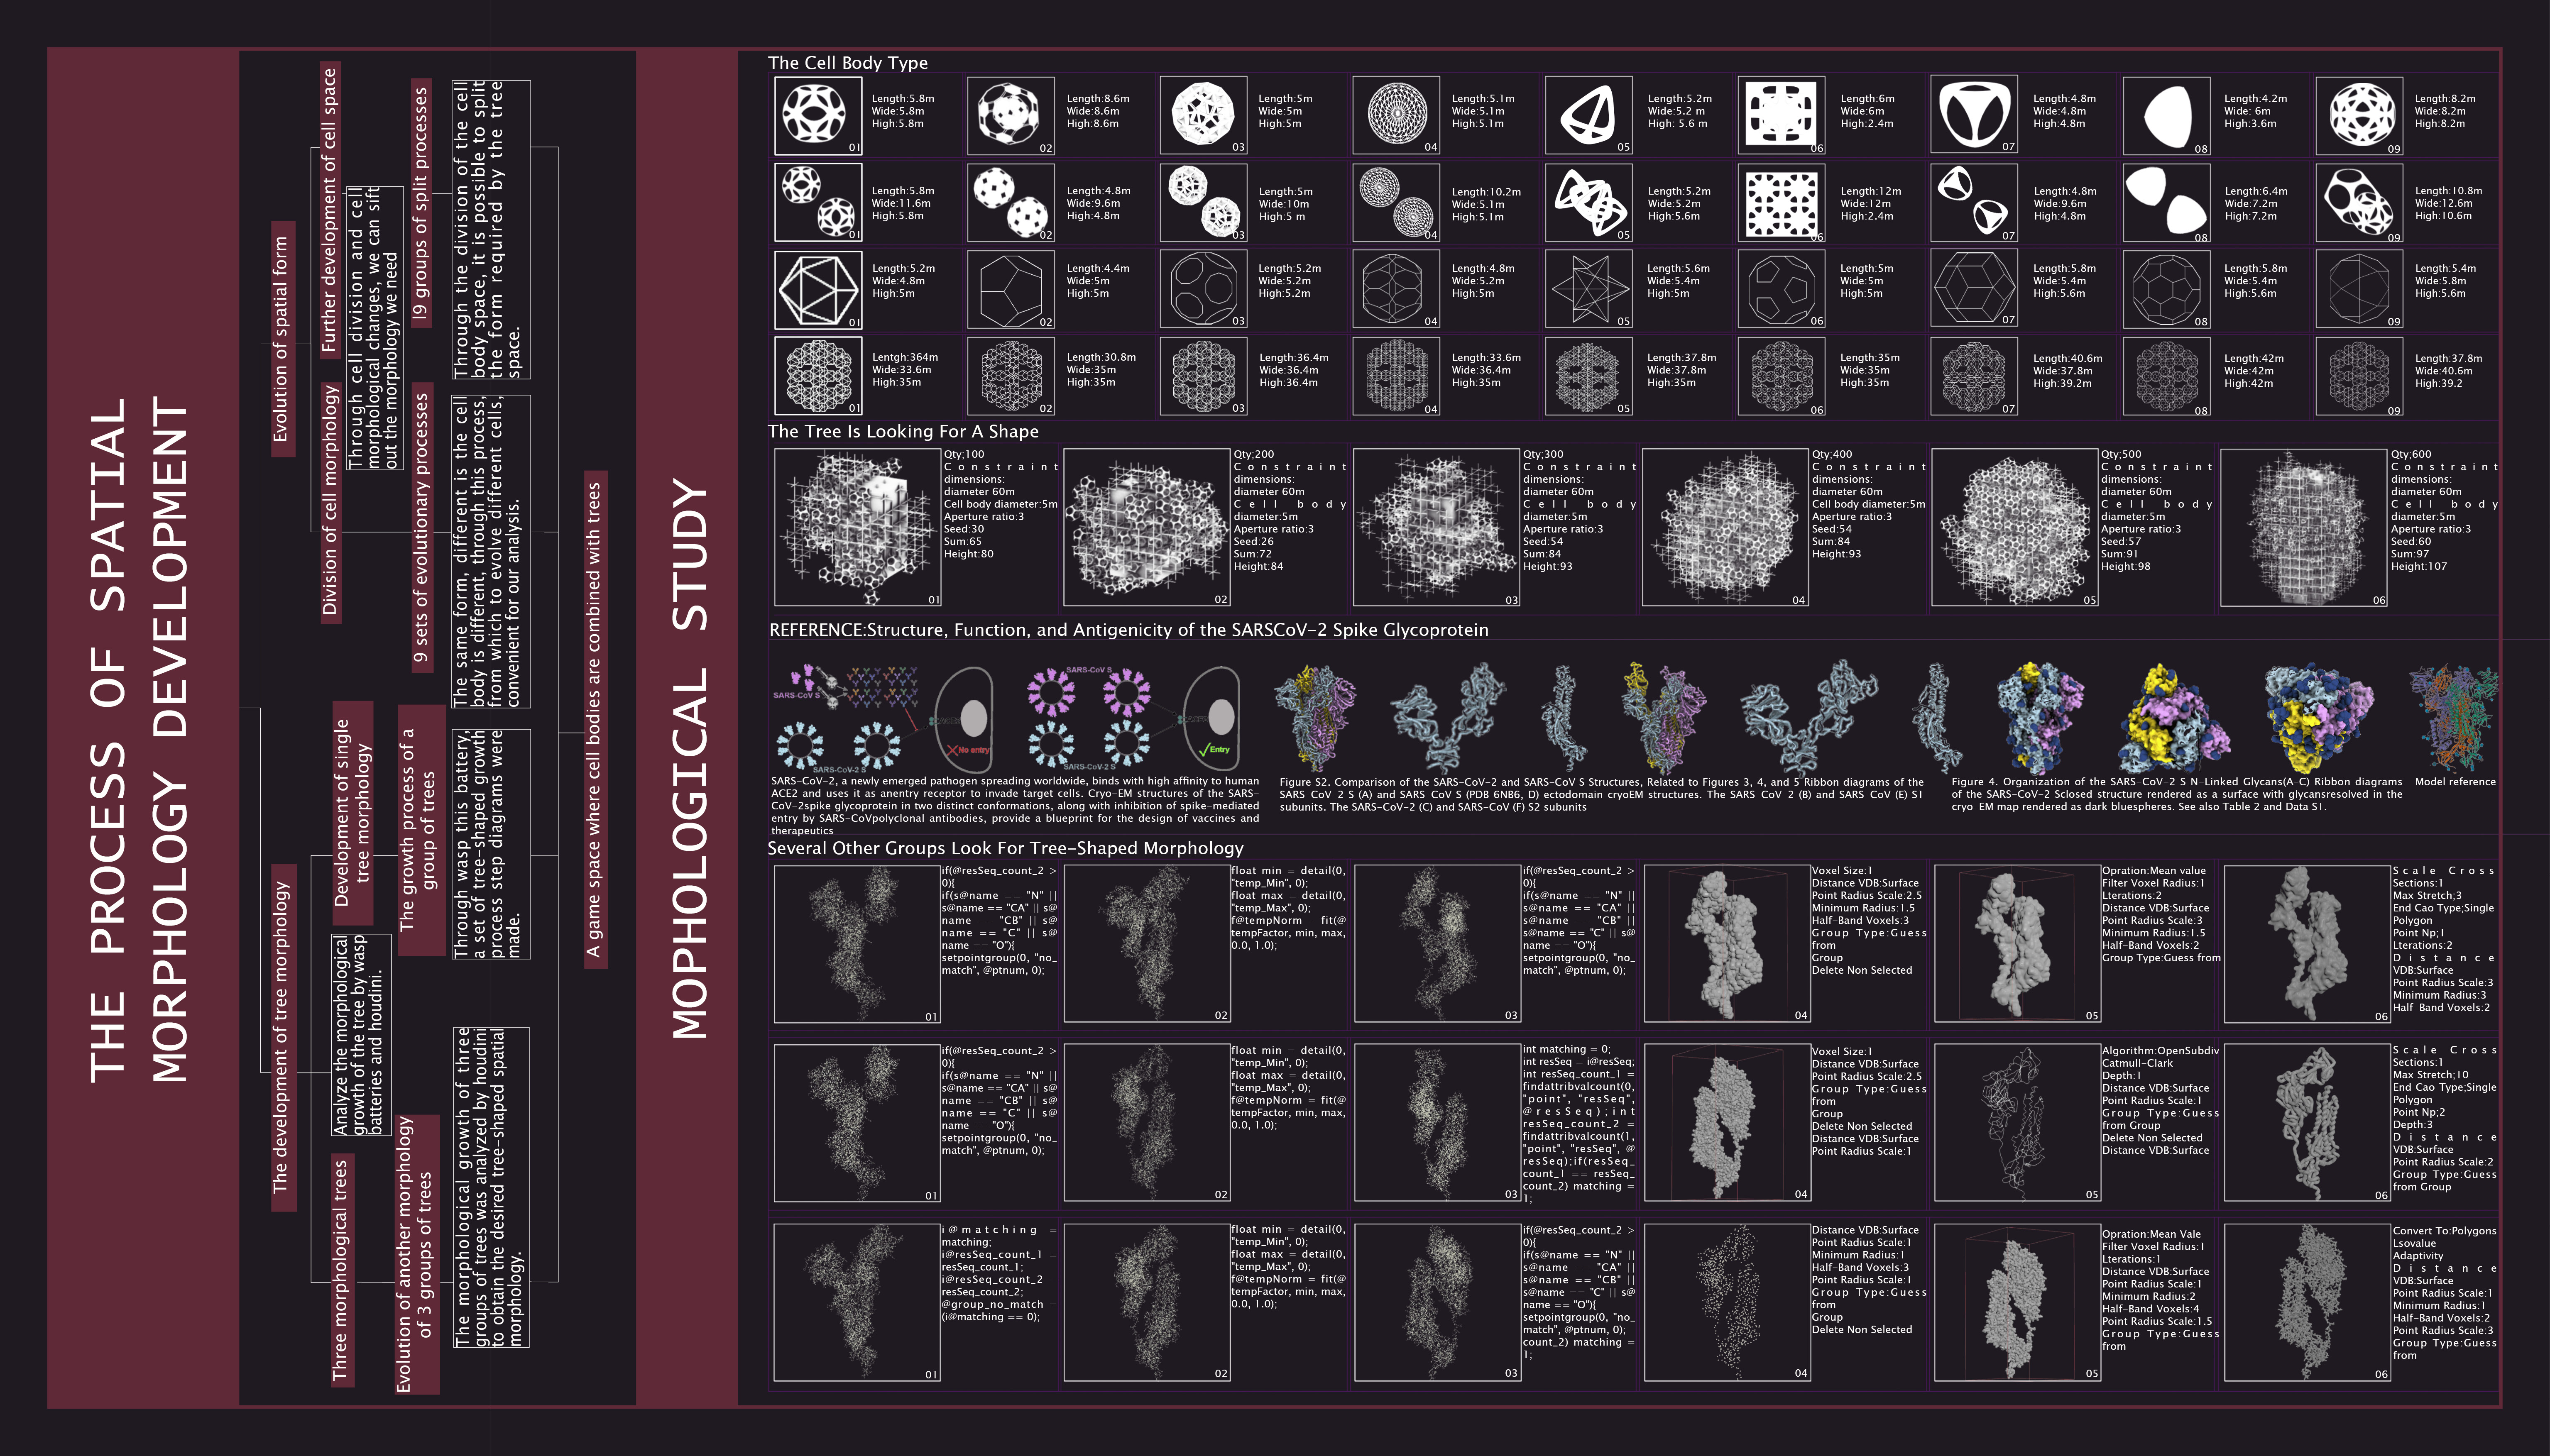 THE PROCESS OF SPATIAL
MORPHOLOGY DEVELOPMENT
Evolution of spatial form
The development of tree morphology
Further development of cell space
Division of cell morphology
Development of single
tree morphology
Three morphological trees
Through cell division and cell
morphological changes, we can sift
out the morphology we need
Analyze the morphological
growth of the tree by wasp
batteries and houdini.
19 groups of split processes
9 sets of evolutionary processes
The growth process of a
group of trees
Evolution of another morphology
of 3 groups of trees
Through the division of the cell
body space, it is possible to split
the form required by the tree
space.
The same form, different is the cell
body is different, through this process,
from which to evolve different cells,
convenient for our analysis.
Through wasp this battery,
a set of tree-shaped growth
process step diagrams were
made.
The morphological growth of three
groups of trees was analyzed by houdini
to obtain the desired tree-shaped spatial
morphology.
A game space where cell bodies are combined with trees
MOPHOLOGICAL STUDY
The Cell Body Type
01
Length:5.8m
Wide:5.8m
High:5.8m
02
Length:8.6m
Wide:8.6m
High:8.6m
03
Length:5m
Wide:5m
High:5m
04
Length:5.1m
Wide:5.1m
High:5.1m
05
Length:5.2m
Wide:5.2 m
High: 5.6 m
06
Length:6m
Wide:6m
High:2.4m
07
Length:4.8m
Wide:4.8m
High:4.8m
08
Length:4.2m
Wide: 6m
High:3.6m
09
Length:8.2m
Wide:8.2m
High:8.2m
01
Length:5.8m
Wide:11.6m
High:5.8m
02
Length:4.8m
Wide:9.6m
High:4.8m
03
Length:5m
Wide:10m
High:5 m
04
Length:10.2m
Wide:5.1m
High:5.1m
05
Length:5.2m
Wide:5.2m
High:5.6m
06
Length:12m
Wide:12m
High:2.4m
07
Length:4.8m
Wide:9.6m
High:4.8m
08
Length:6.4m
Wide:7.2m
High:7.2m
09
Length:10.8m
Wide:12.6m
High:10.6m
01
Length:5.2m
Wide:4.8m
High:5m
02
Length:4.4m
Wide:5m
High:5m
03
Length:5.2m
Wide:5.2m
High:5.2m
04
Length:4.8m
Wide:5.2m
High:5m
05
Length:5.6m
Wide:5.4m
High:5m
06
Length:5m
Wide:5m
High:5m
07
Length:5.8m
Wide:5.4m
High:5.6m
08
Length:5.8m
Wide:5.4m
High:5.6m
09
Length:5.4m
Wide:5.8m
High:5.6m
01
Lentgh:364m
Wide:33.6m
High:35m
02
Length:30.8m
Wide:35m
High:35m
03
Length:36.4m
Wide:36.4m
High:36.4m
04
Length:33.6m
Wide:36.4m
High:35m
05
Length:37.8m
Wide:37.8m
High:35m
06
Length:35m
Wide:35m
High:35m
07
Length:40.6m
Wide:37.8m
High:39.2m
08
Length:42m
Wide:42m
High:42m
09
Length:37.8m
Wide:40.6m
High:39.2
The Tree Is Looking For A Shape
01
Qty;100
Constraint
dimensions:
diameter 60m
Cell body diameter:5m
Aperture ratio:3
Seed:30
Sum:65
Height:80
02
Qty;200
Constraint
dimensions:
diameter 60m
Cell body
diameter:5m
Aperture ratio:3
Seed:26
Sum:72
Height:84
03
Qty;300
Constraint
dimensions:
diameter 60m
Cell body
diameter:5m
Aperture ratio:3
Seed:54
Sum:84
Height:93
04
Qty;400
Constraint
dimensions:
diameter 60m
Cell body diameter:5m
Aperture ratio:3
Seed:54
Sum:84
Height:93
05
Qty;500
Constraint
dimensions:
diameter 60m
Cell body
diameter:5m
Aperture ratio:3
Seed:57
Sum:91
Height:98
06
Qty;600
Constraint
dimensions:
diameter 60m
Cell body
diameter:5m
Aperture ratio:3
Seed:60
Sum:97
Height:107
REFERENCE:Structure, Function, and Antigenicity of the SARSCoV-2 Spike Glycoprotein
SARS-CoV S
SARS-CoV-2 S
No entry
SARS-CoV S
SARS-CoV-2 S
Entry
SARS-CoV-2, a newly emerged pathogen spreading worldwide, binds with high affinity to human
ACE2 and uses it as anentry receptor to invade target cells. Cryo-EM structures of the SARS-
CoV-2spike glycoprotein in two distinct conformations, along with inhibition of spike-mediated
entry by SARS-CoVpolyclonal antibodies, provide a blueprint for the design of vaccines and
therapeutics
Figure S2. Comparison of the SARS-CoV-2 and SARS-CoV S Structures, Related to Figures 3, 4, and 5 Ribbon diagrams of the
SARS-CoV-2 S (A) and SARS-CoV S (PDB 6NB6, D) ectodomain cryoEM structures. The SARS-CoV-2 (B) and SARS-CoV (E) S1
subunits. The SARS-CoV-2 (C) and SARS-CoV (F) S2 subunits
Figure 4. Organization of the SARS-CoV-2 S N-Linked Glycans(A-C) Ribbon diagrams
of the SARS-CoV-2 Sclosed structure rendered as a surface with glycansresolved in the
cryo-EM map rendered as dark bluespheres. See also Table 2 and Data S1.
Model reference
Several Other Groups Look For Tree-Shaped Morphology
01
if(@resSeq_count_2 >
0){
if(s@name == "N" ||
s@name == "CA" || s@
name == "CB" || s@
name == "C" || s@
name == "O"){
setpointgroup(0, "no_
match", @ptnum, 0);
02
float min = detail(0,
"temp_Min", 0);
float max = detail(0,
"temp_Max", 0);
f@tempNorm = fit(@
tempFactor, min, max,
0.0, 1.0);
03
if(@resSeq_count_2 >
0){
if(s@name == "N" ||
s@name == "CA" ||
s@name == "CB" ||
s@name == "C" || s@
name == "O"){
setpointgroup(0, "no_
match", @ptnum, 0);
04
Voxel Size:1
Distance VDB:Surface
Point Radius Scale:2.5
Minimum Radius:1.5
Half-Band Voxels:3
Group Type:Guess
from
Group
Delete Non Selected
05
Opration:Mean value
Filter Voxel Radius:1
Lterations:2
Distance VDB:Surface
Point Radius Scale:3
Minimum Radius:1.5
Half-Band Voxels:2
Group Type:Guess from
06
Scale Cross
Sections:1
Max Stretch;3
End Cao Type;Single
Polygon
Point Np;1
Lterations:2
Distance
VDB:Surface
Point Radius Scale:3
Minimum Radius:3
Half-Band Voxels:2
01
if(@resSeq_count_2 >
0){
if(s@name == "N" ||
s@name == "CA" || s@
name == "CB" || s@
name == "C" || s@
name == "O"){
setpointgroup(0, "no_
match", @ptnum, 0);
02
float min = detail(0,
"temp_Min", 0);
float max = detail(0,
"temp_Max", 0);
f@tempNorm = fit(@
tempFactor, min, max,
0.0, 1.0);
03
int matching = 0;
int resSeq = i@resSeq;
int resSeq_count_1 =
findattribvalcount(0,
"point", "resSeq",
@resSeq);int
resSeq_count_2 =
findattribvalcount(1,
"point", "resSeq", @
resSeq);if(resSeq_
count_1 == resSeq_
count_2) matching =
1;
04
Voxel Size:1
Distance VDB:Surface
Point Radius Scale:2.5
Group Type:Guess
from
Group
Delete Non Selected
Distance VDB:Surface
Point Radius Scale:1
05
Algorithm:OpenSubdiv
Catmull-Clark
Depth:1
Distance VDB:Surface
Point Radius Scale:1
Group Type:Guess
from Group
Delete Non Selected
Distance VDB:Surface
06
Scale Cross
Sections:1
Max Stretch;10
End Cao Type;Single
Polygon
Point Np;2
Depth:3
Distance
VDB:Surface
Point Radius Scale:2
Group Type:Guess
from Group
01
i@matching =
matching;
i@resSeq_count_1 =
resSeq_count_1;
i@resSeq_count_2 =
resSeq_count_2;
@group_no_match =
(i@matching == 0);
02
float min = detail(0,
"temp_Min", 0);
float max = detail(0,
"temp_Max", 0);
f@tempNorm = fit(@
tempFactor, min, max,
0.0, 1.0);
03
if(@resSeq_count_2 >
0){
if(s@name == "N" ||
s@name == "CA" ||
s@name == "CB" ||
s@name == "C" || s@
name == "O"){
setpointgroup(0, "no_
match", @ptnum, 0);
count_2) matching =
1;
04
Distance VDB:Surface
Point Radius Scale:1
Minimum Radius:1
Half-Band Voxels:3
Point Radius Scale:1
Group Type:Guess
from
Group
Delete Non Selected
05
Opration:Mean Vale
Filter Voxel Radius:1
Lterations:1
Distance VDB:Surface
Point Radius Scale:1
Minimum Radius:2
Half-Band Voxels:4
Point Radius Scale:1.5
Group Type:Guess
from
06
Convert To:Polygons
Lsovalue
Adaptivity
Distance
VDB:Surface
Point Radius Scale:1
Minimum Radius:1
Half-Band Voxels:2
Point Radius Scale:3
Group Type:Guess
from